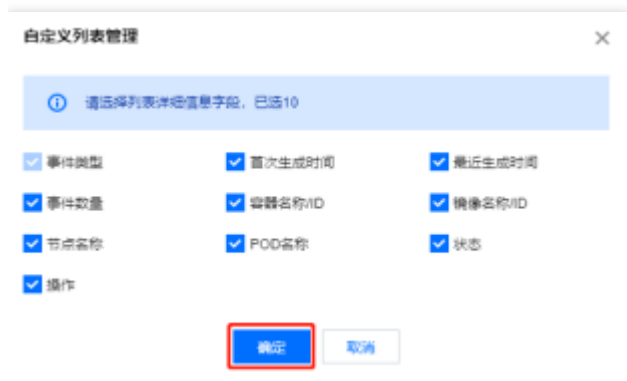 自定义列表管理
请选择列表详细信息字段，已选10
事件类型 首次生成时间 最近生成时间
事件数量 容器名称/ID 镜像名称/ID
节点名称 POD名称 状态
操作
确定 取消